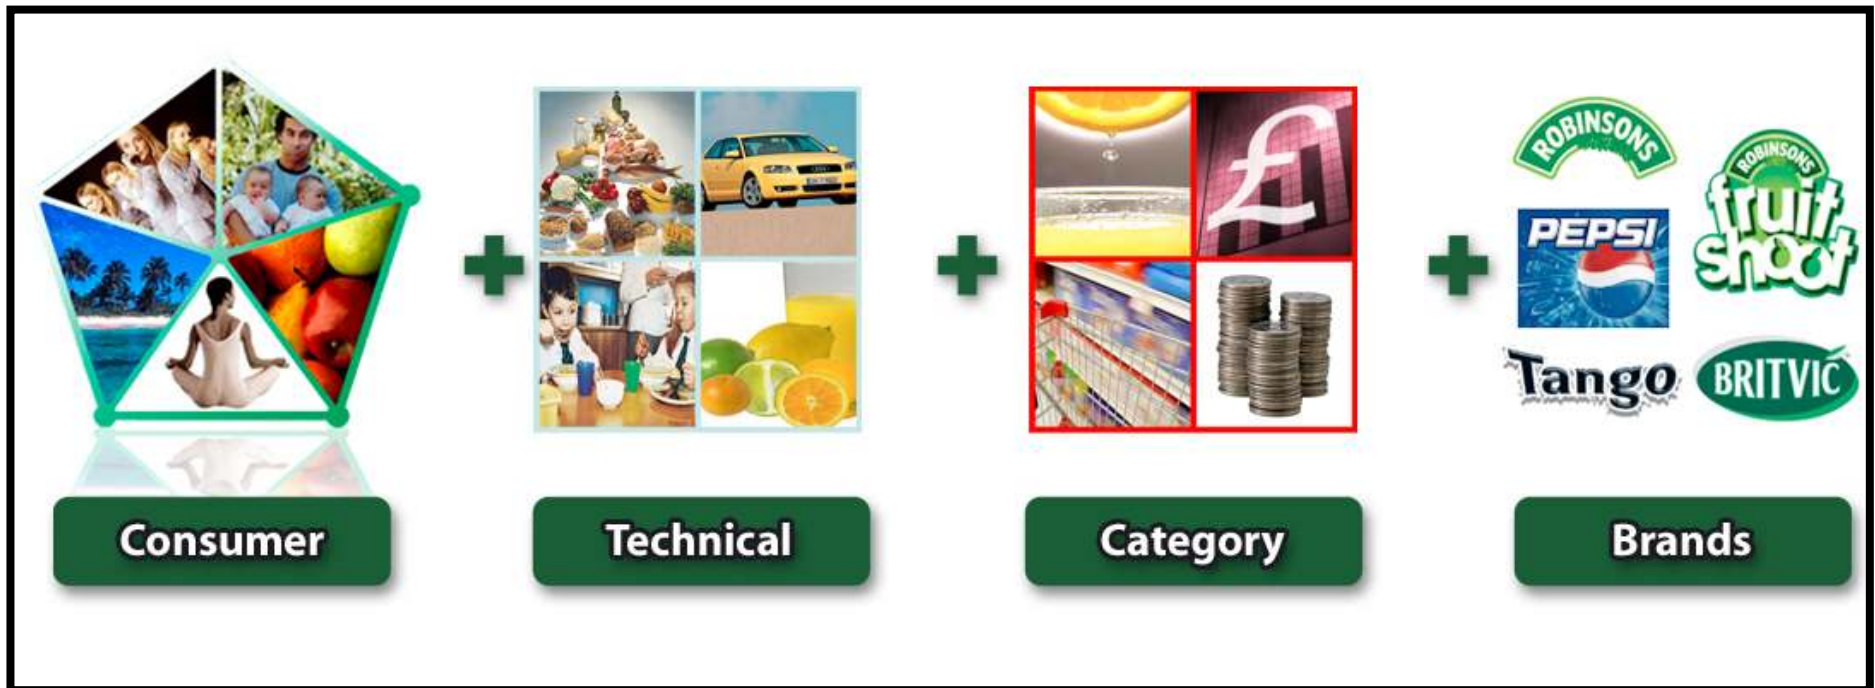 ROBINSONS
ROBINSONS
fruit
shoot
PEPSI
Tango
BRITVIC
Consumer
Technical
Category
Brands